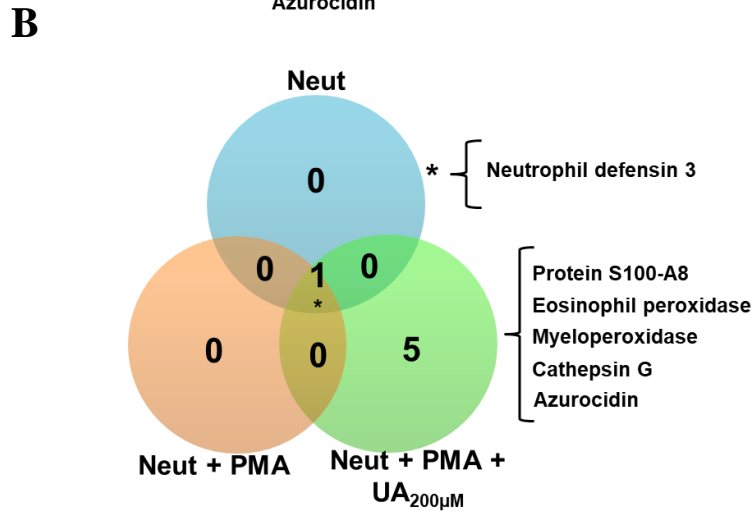 Azurocidin
B
Neut
0
* Neutrophil defensin 3
0 1 0
*
Protein S100-A8
Eosinophil peroxidase
Myeloperoxidase
Cathepsin G
Azurocidin
0 0 5
Neut + PMA
Neut + PMA +
UA200µM